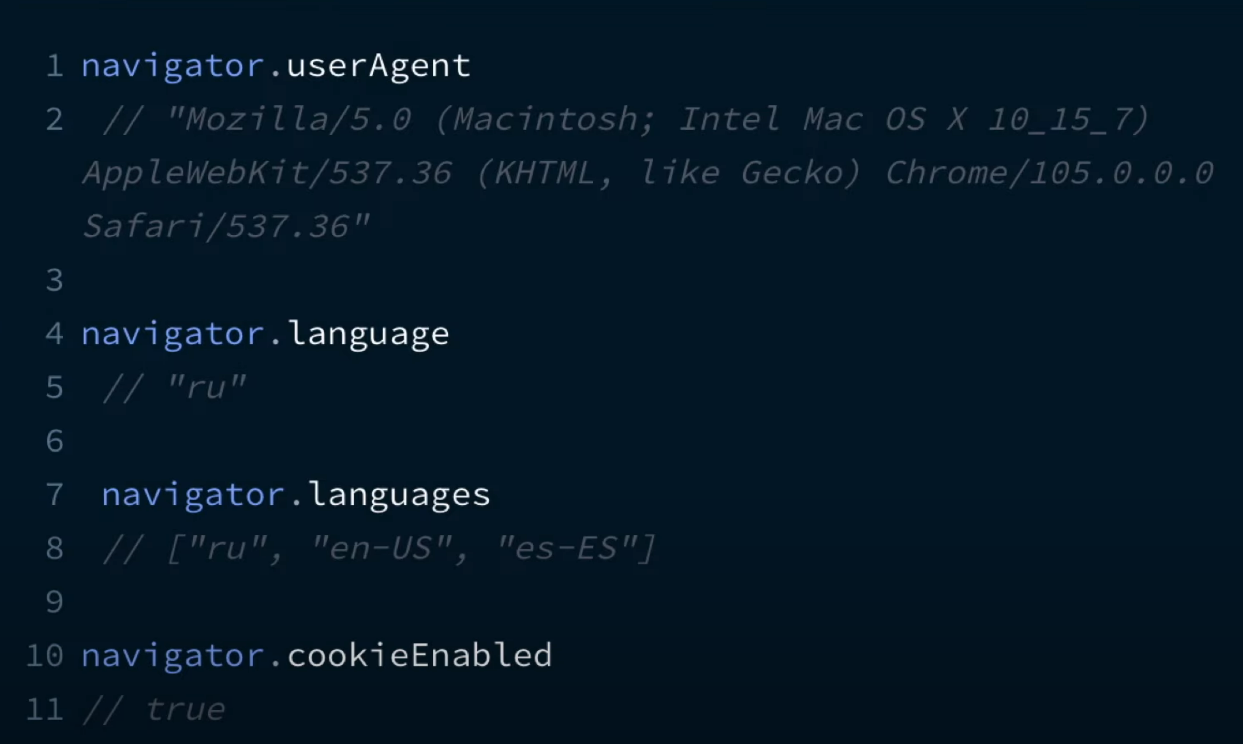 1 navigator.userAgent
2 // "Mozilla/5.0 (Macintosh; Intel Mac OS X 10_15_7)
AppleWebKit/537.36 (KHTML, like Gecko) Chrome/105.0.0.0
Safari/537.36"
3
4 navigator.language
5 // "ru"
6
7 navigator.languages
8 // ["ru", "en-US", "es-ES"]
9
10 navigator.cookieEnabled
11 // true